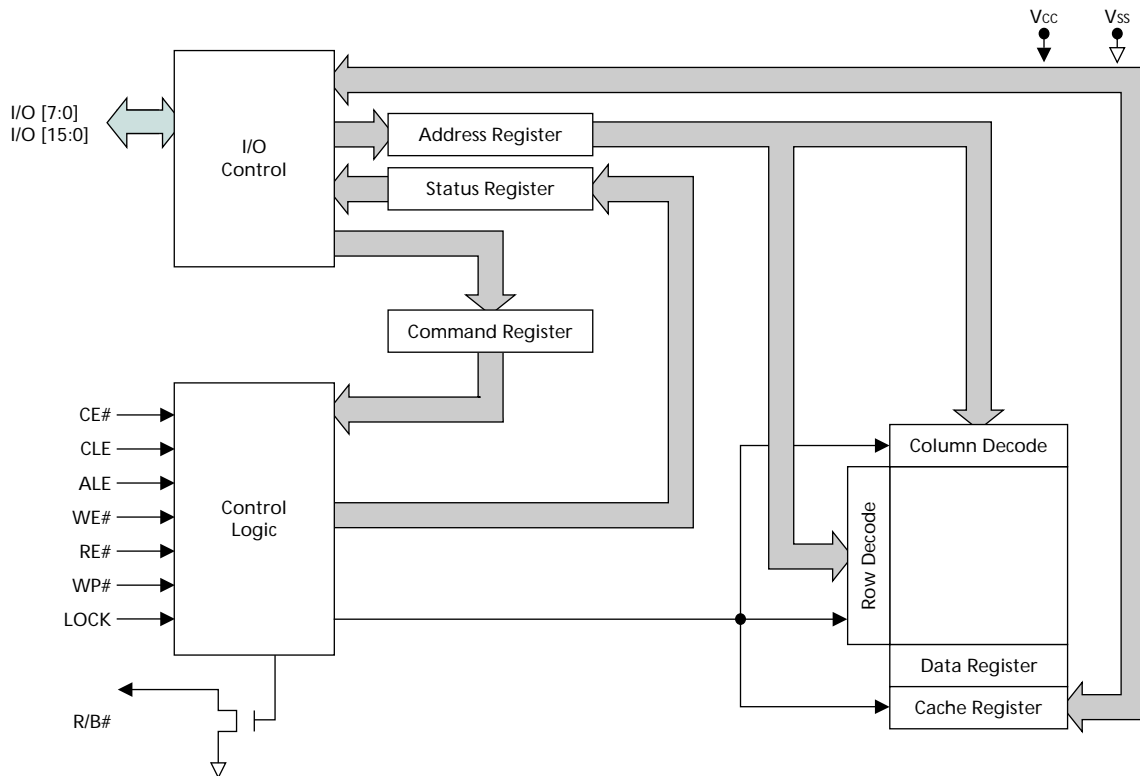 VCC
VSS
I/O [7:0]
I/O [15:0]
I/O
Control
Address Register
Status Register
Command Register
CE#
CLE
ALE
WE#
RE#
WP#
LOCK
Control
Logic
Column Decode
Row Decode
Data Register
Cache Register
R/B#